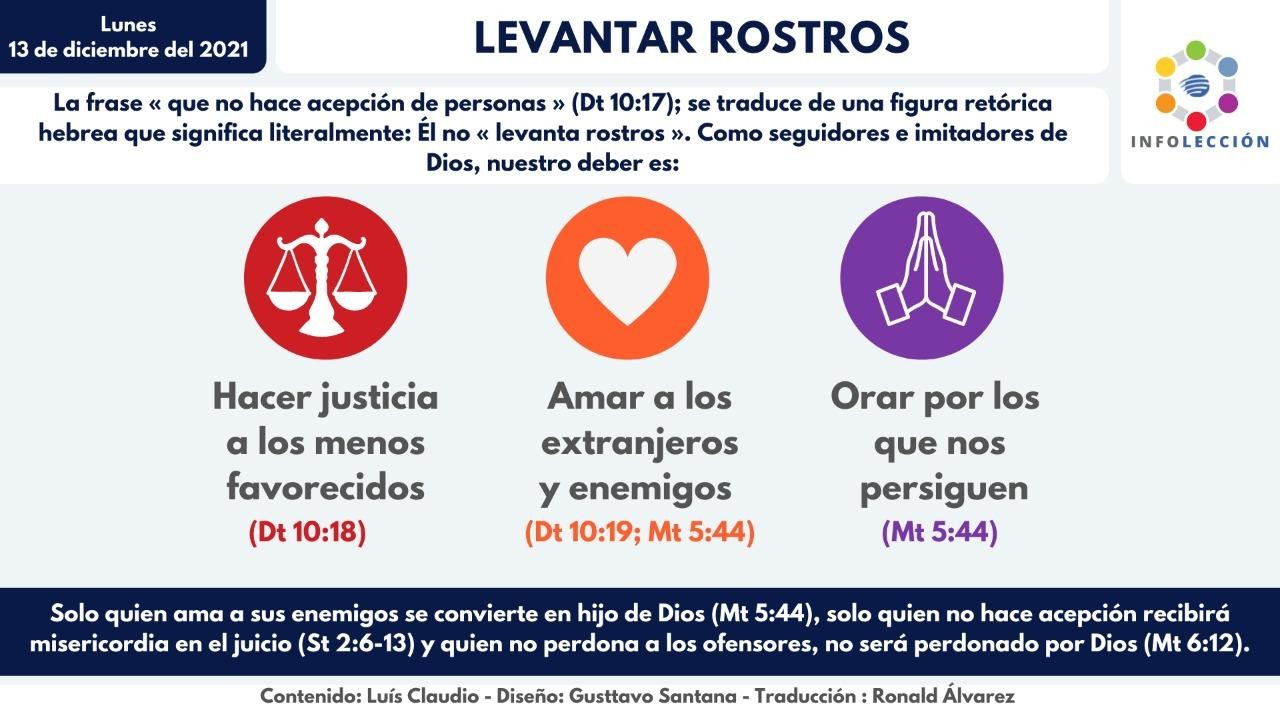 Lunes
13 de diciembre del 2021
LEVANTAR ROSTROS
INFOLECCIÓN
La frase « que no hace acepción de personas » (Dt 10:17); se traduce de una figura retórica
hebrea que significa literalmente: Él no « levanta rostros ». Como seguidores e imitadores de
Dios, nuestro deber es:
Hacer justicia
a los menos
favorecidos
(Dt 10:18)
Amar a los
extranjeros
y enemigos
(Dt 10:19; Mt 5:44)
Orar por los
que nos
persiguen
(Mt 5:44)
Solo quien ama a sus enemigos se convierte en hijo de Dios (Mt 5:44), solo quien no hace acepción recibirá
misericordia en el juicio (St 2:6-13) y quien no perdona a los ofensores, no será perdonado por Dios (Mt 6:12).
Contenido: Luís Claudio - Diseño: Gusttavo Santana - Traducción : Ronald Álvarez